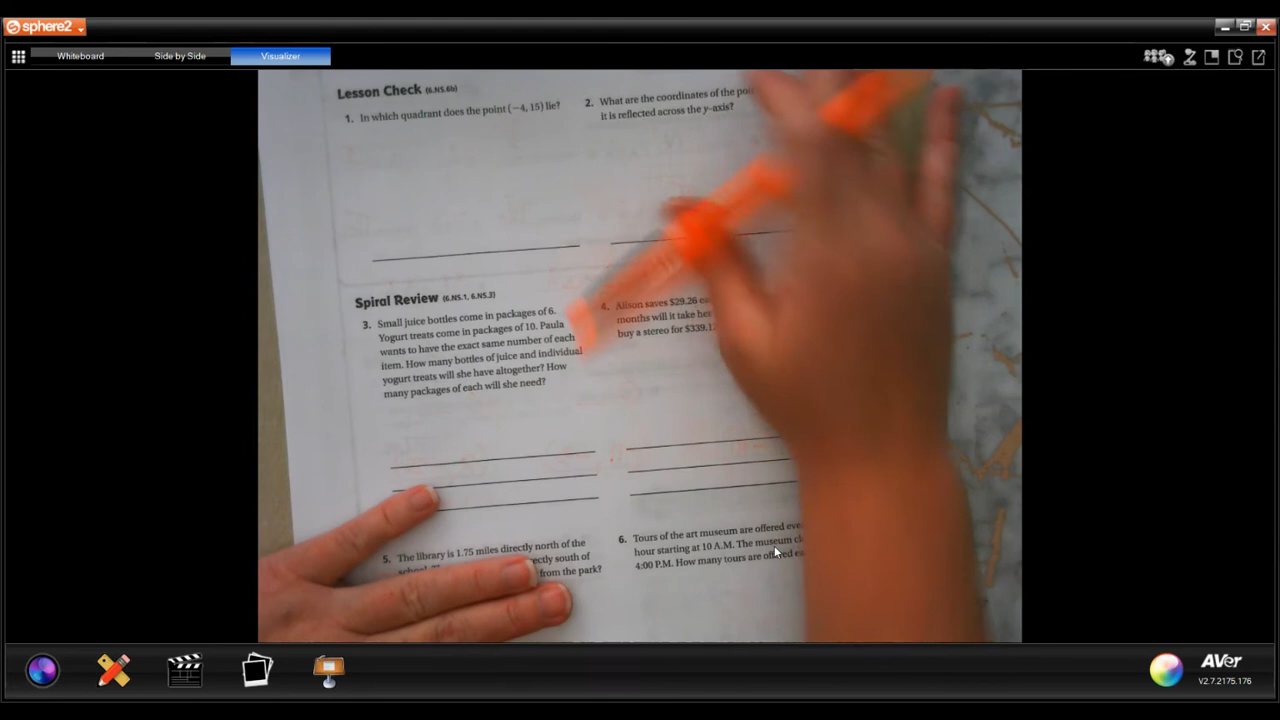 sphere2
Whiteboard
Side by Side
Visualizer
Lesson Check (6.NS.6b)
1. In which quadrant does the point (−4, 15) lie?
2. What are the coordinates of the
it is reflected across the y-axis?
Spiral Review (6.NS.1, 6.NS.3)
3. Small juice bottles come in packages of 6.
Yogurt treats come in packages of 10. Paula
wants to have the exact same number of each
item. How many bottles of juice and individual
yogurt treats will she have altogether? How
many packages of each will she need?
4. Alison saves $29.26
months will it take her
buy a stereo for $339.12
5. The library is 1.75 miles directly north of the
directly south of
from the park?
6. Tours of the art museum are offered
hour starting at 10 A.M. The museum
4:00 P.M. How many tours are offered
AVer
V2.7.2175.176